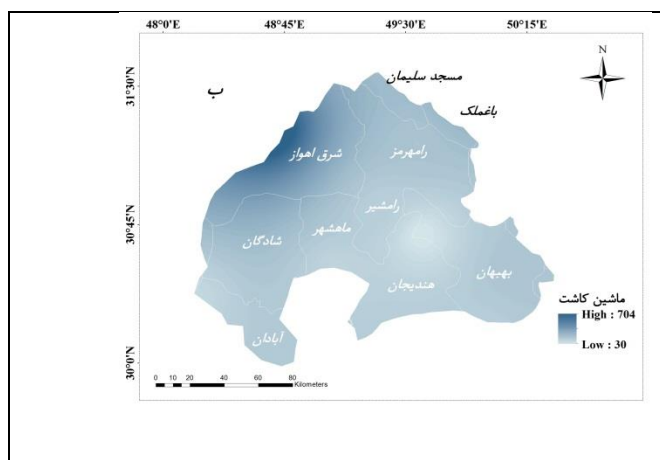 48°0'E 48°45'E 49°30'E 50°15'E
N
31°30'N
30°45'N
30°0'N
ب
مسجد سلیمان
باغملک
شرق اهواز
رامهرمز
رامشیر
ماهشهر
شادگان
بهبهان
هندیجان
آبادان
ماشین کاشت
High : 704
Low : 30
0 5 10 20 40 60 80
Kilometers